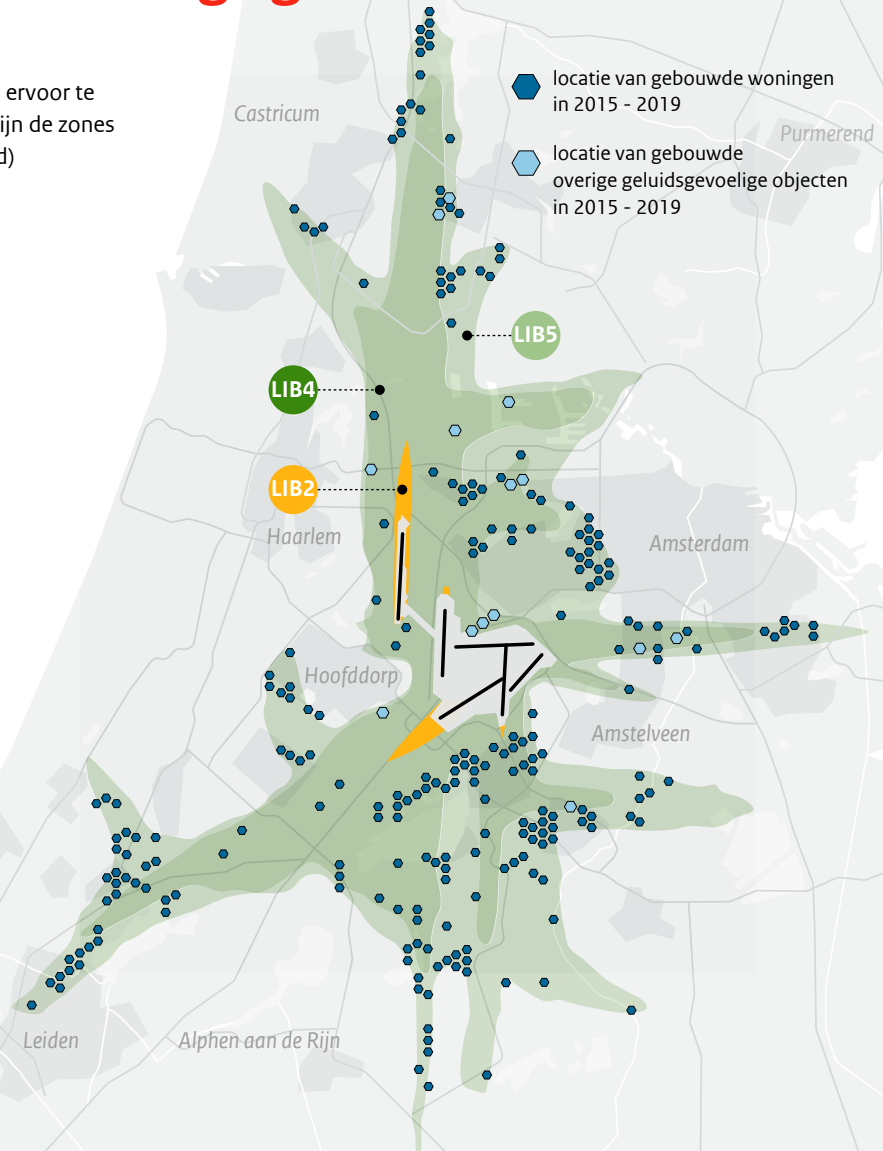 ervoor te
ijn de zones
d)
locatie van gebouwde woningen
in 2015 - 2019
locatie van gebouwde
overige geluidsgevoelige objecten
in 2015 - 2019
Castricum
Purmerend
LIB5
LIB4
LIB2
Haarlem
Amsterdam
Hoofddorp
Amstelveen
Leiden
Alphen aan de Rijn